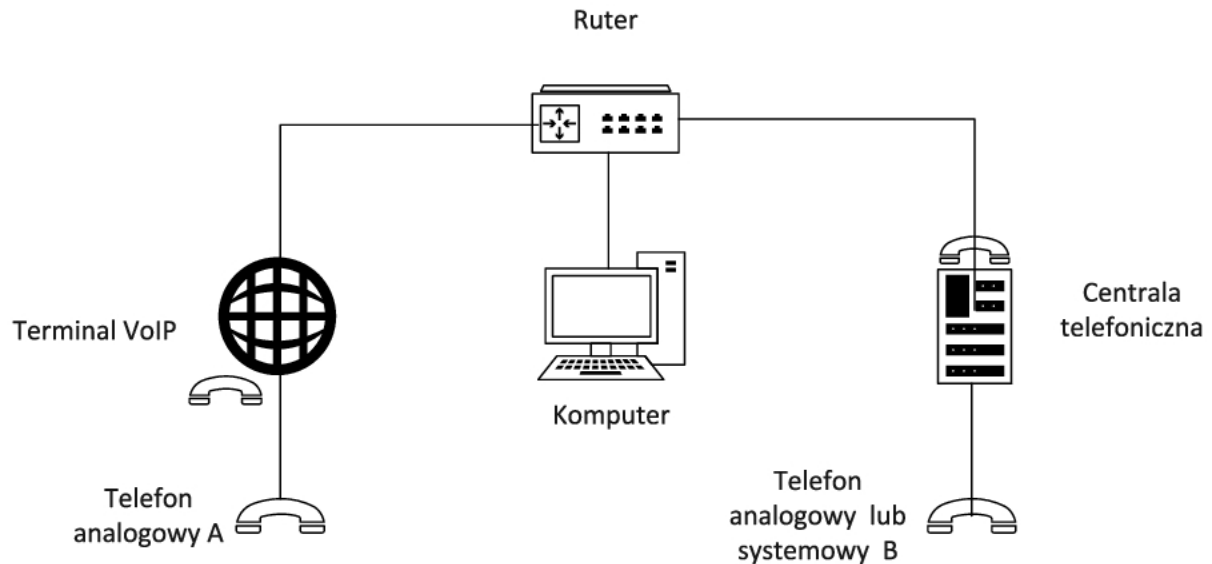 Ruter
Terminal VoIP
Centrala
telefoniczna
Komputer
Telefon
analogowy A
Telefon
analogowy lub
systemowy B